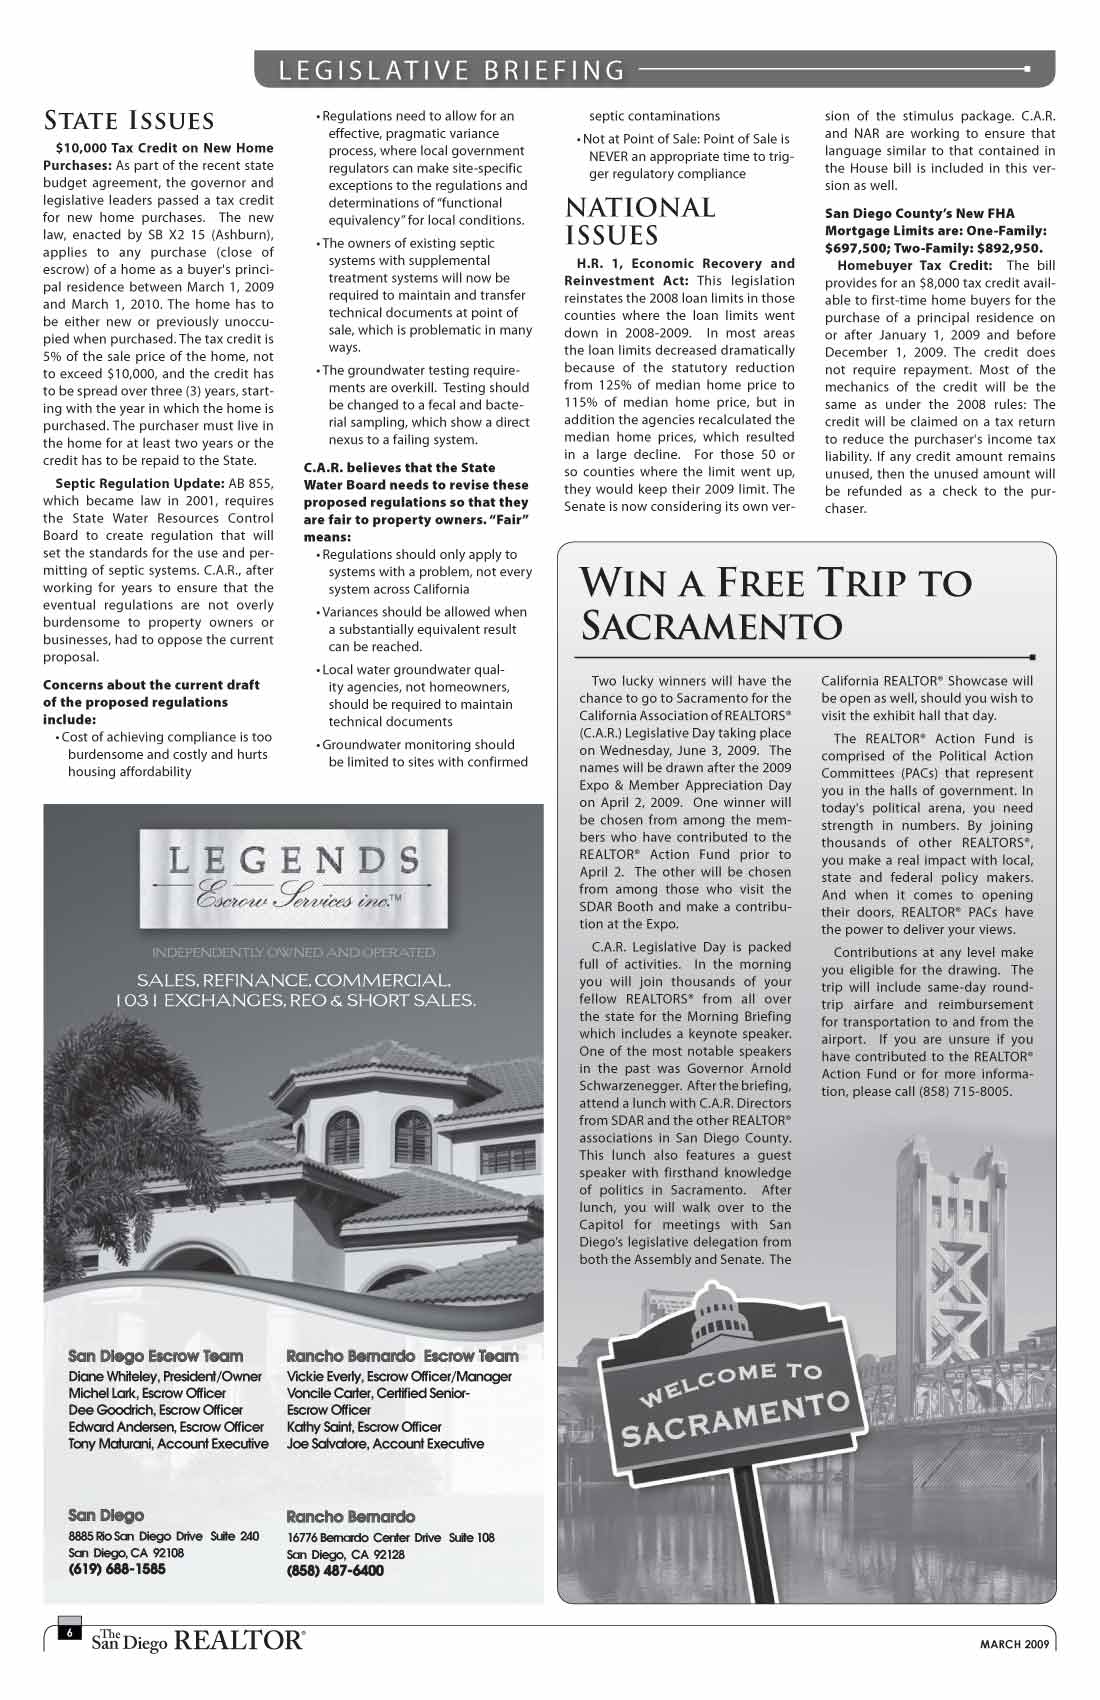 LEGISLATIVE BRIEFING
STATE ISSUES
$10,000 Tax Credit on New Home
Purchases: As part of the recent state
budget agreement, the governor and
legislative leaders passed a tax credit
for new home purchases. The new
law, enacted by SB X2 15 (Ashburn),
applies to any purchase (close of
escrow) of a home as a buyer's princi-
pal residence between March 1, 2009
and March 1, 2010. The home has to
be either new or previously unoccu-
pied when purchased. The tax credit is
5% of the sale price of the home, not
to exceed $10,000, and the credit has
to be spread over three (3) years, start-
ing with the year in which the home is
purchased. The purchaser must live in
the home for at least two years or the
credit has to be repaid to the State.
Septic Regulation Update: AB 855,
which became law in 2001, requires
the State Water Resources Control
Board to create regulation that will
set the standards for the use and per-
mitting of septic systems. C.A.R., after
working for years to ensure that the
eventual regulations are not overly
burdensome to property owners or
businesses, had to oppose the current
proposal.
Concerns about the current draft
of the proposed regulations
include:
• Cost of achieving compliance is too
burdensome and costly and hurts
housing affordability
• Regulations need to allow for an
effective, pragmatic variance
process, where local government
regulators can make site-specific
exceptions to the regulations and
determinations of “functional
equivalency” for local conditions.
• The owners of existing septic
systems with supplemental
treatment systems will now be
required to maintain and transfer
technical documents at point of
sale, which is problematic in many
ways.
• The groundwater testing require-
ments are overkill. Testing should
be changed to a fecal and bacte-
rial sampling, which show a direct
nexus to a failing system.
C.A.R. believes that the State
Water Board needs to revise these
proposed regulations so that they
are fair to property owners. “Fair”
means:
• Regulations should only apply to
systems with a problem, not every
system across California
• Variances should be allowed when
a substantially equivalent result
can be reached.
• Local water groundwater qual-
ity agencies, not homeowners,
should be required to maintain
technical documents
• Groundwater monitoring should
be limited to sites with confirmed
septic contaminations
• Not at Point of Sale: Point of Sale is
NEVER an appropriate time to trig-
ger regulatory compliance
NATIONAL
ISSUES
H.R. 1, Economic Recovery and
Reinvestment Act: This legislation
reinstates the 2008 loan limits in those
counties where the loan limits went
down in 2008-2009. In most areas
the loan limits decreased dramatically
because of the statutory reduction
from 125% of median home price to
115% of median home price, but in
addition the agencies recalculated the
median home prices, which resulted
in a large decline. For those 50 or
so counties where the limit went up,
they would keep their 2009 limit. The
Senate is now considering its own ver-
sion of the stimulus package. C.A.R.
and NAR are working to ensure that
language similar to that contained in
the House bill is included in this ver-
sion as well.
San Diego County’s New FHA
Mortgage Limits are: One-Family:
$697,500; Two-Family: $892,950.
Homebuyer Tax Credit: The bill
provides for an $8,000 tax credit avail-
able to first-time home buyers for the
purchase of a principal residence on
or after January 1, 2009 and before
December 1, 2009. The credit does
not require repayment. Most of the
mechanics of the credit will be the
same as under the 2008 rules: The
credit will be claimed on a tax return
to reduce the purchaser's income tax
liability. If any credit amount remains
unused, then the unused amount will
be refunded as a check to the pur-
chaser.
LEGENDS
Escrow Services inc.™
INDEPENDENTLY OWNED AND OPERATED
SALES, REFINANCE, COMMERCIAL,
1031 EXCHANGES, REO & SHORT SALES.
San Diego Escrow Team
Diane Whiteley, President/Owner
Michel Lark, Escrow Officer
Dee Goodrich, Escrow Officer
Edward Andersen, Escrow Officer
Tony Maturani, Account Executive
Rancho Bernardo Escrow Team
Vickie Everly, Escrow Officer/Manager
Voncile Carter, Certified Senior-
Escrow Officer
Kathy Saint, Escrow Officer
Joe Salvatore, Account Executive
San Diego
8885 Rio San Diego Drive Suite 240
San Diego, CA 92108
(619) 688-1585
Rancho Bernardo
16776 Bernardo Center Drive Suite 108
San Diego, CA 92128
(858) 487-6400
WIN A FREE TRIP TO
SACRAMENTO
Two lucky winners will have the
chance to go to Sacramento for the
California Association of REALTORS®
(C.A.R.) Legislative Day taking place
on Wednesday, June 3, 2009. The
names will be drawn after the 2009
Expo & Member Appreciation Day
on April 2, 2009. One winner will
be chosen from among the mem-
bers who have contributed to the
REALTOR® Action Fund prior to
April 2. The other will be chosen
from among those who visit the
SDAR Booth and make a contribu-
tion at the Expo.
C.A.R. Legislative Day is packed
full of activities. In the morning
you will join thousands of your
fellow REALTORS® from all over
the state for the Morning Briefing
which includes a keynote speaker.
One of the most notable speakers
in the past was Governor Arnold
Schwarzenegger. After the briefing,
attend a lunch with C.A.R. Directors
from SDAR and the other REALTOR®
associations in San Diego County.
This lunch also features a guest
speaker with firsthand knowledge
of politics in Sacramento. After
lunch, you will walk over to the
Capitol for meetings with San
Diego’s legislative delegation from
both the Assembly and Senate. The
California REALTOR® Showcase will
be open as well, should you wish to
visit the exhibit hall that day.
The REALTOR® Action Fund is
comprised of the Political Action
Committees (PACs) that represent
you in the halls of government. In
today's political arena, you need
strength in numbers. By joining
thousands of other REALTORS®,
you make a real impact with local,
state and federal policy makers.
And when it comes to opening
their doors, REALTOR® PACs have
the power to deliver your views.
Contributions at any level make
you eligible for the drawing. The
trip will include same-day round-
trip airfare and reimbursement
for transportation to and from the
airport. If you are unsure if you
have contributed to the REALTOR®
Action Fund or for more informa-
tion, please call (858) 715-8005.
WELCOME TO
SACRAMENTO
6
The San Diego REALTOR®
MARCH 2009